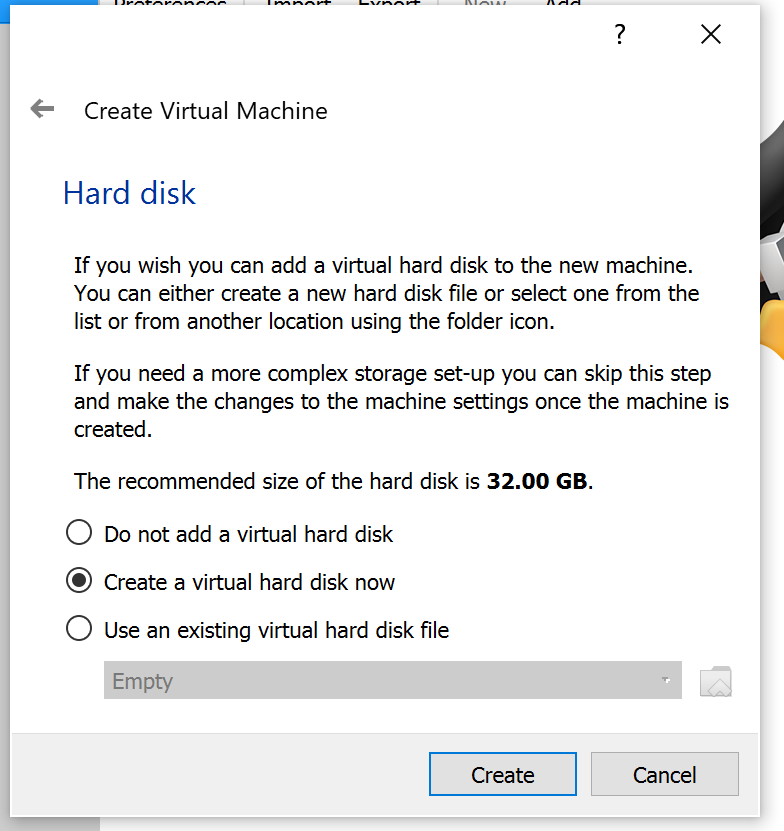 Preferences Import Export New Add
?
Create Virtual Machine
Hard disk
If you wish you can add a virtual hard disk to the new machine.
You can either create a new hard disk file or select one from the
list or from another location using the folder icon.
If you need a more complex storage set-up you can skip this step
and make the changes to the machine settings once the machine is
created.
The recommended size of the hard disk is 32.00 GB.
Do not add a virtual hard disk
Create a virtual hard disk now
Use an existing virtual hard disk file
Empty
Create Cancel